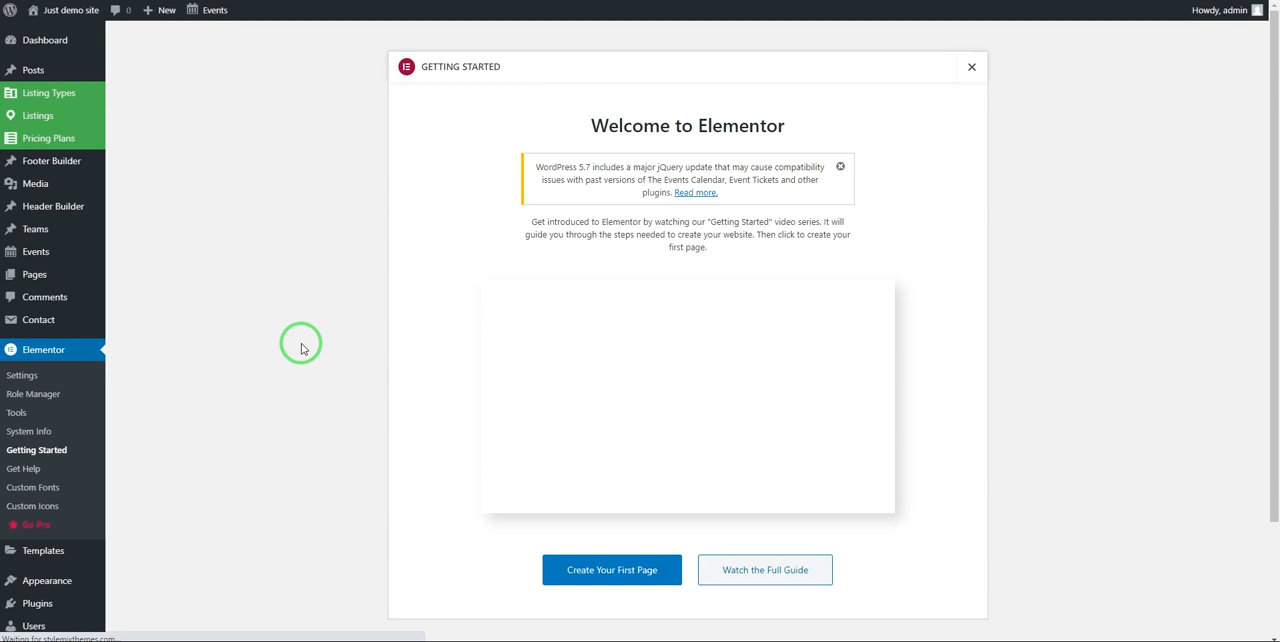 Just demo site 0 New Events Howdy, admin
Dashboard
Posts
Listing Types
Listings
Pricing Plans
Footer Builder
Media
Header Builder
Teams
Events
Pages
Comments
Contact
Elementor
Settings
Role Manager
Tools
System Info
Getting Started
Get Help
Custom Fonts
Custom Icons
Go Pro
Templates
Appearance
Plugins
Users
Waiting for stylemixthemes.com...
GETTING STARTED
Welcome to Elementor
WordPress 5.7 includes a major jQuery update that may cause compatibility
issues with past versions of The Events Calendar, Event Tickets and other
plugins. Read more.
Get introduced to Elementor by watching our "Getting Started" video series. It will
guide you through the steps needed to create your website. Then click to create your
first page.
Create Your First Page Watch the Full Guide